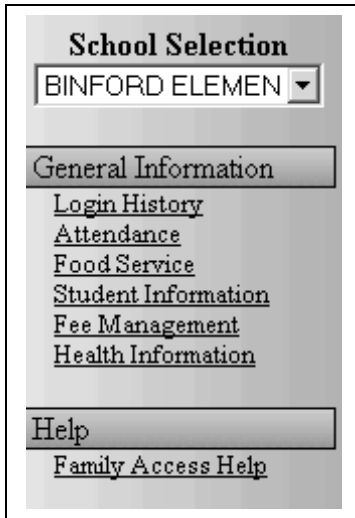 School Selection
BINFORD ELEMEN
General Information
Login History
Attendance
Food Service
Student Information
Fee Management
Health Information
Help
Family Access Help